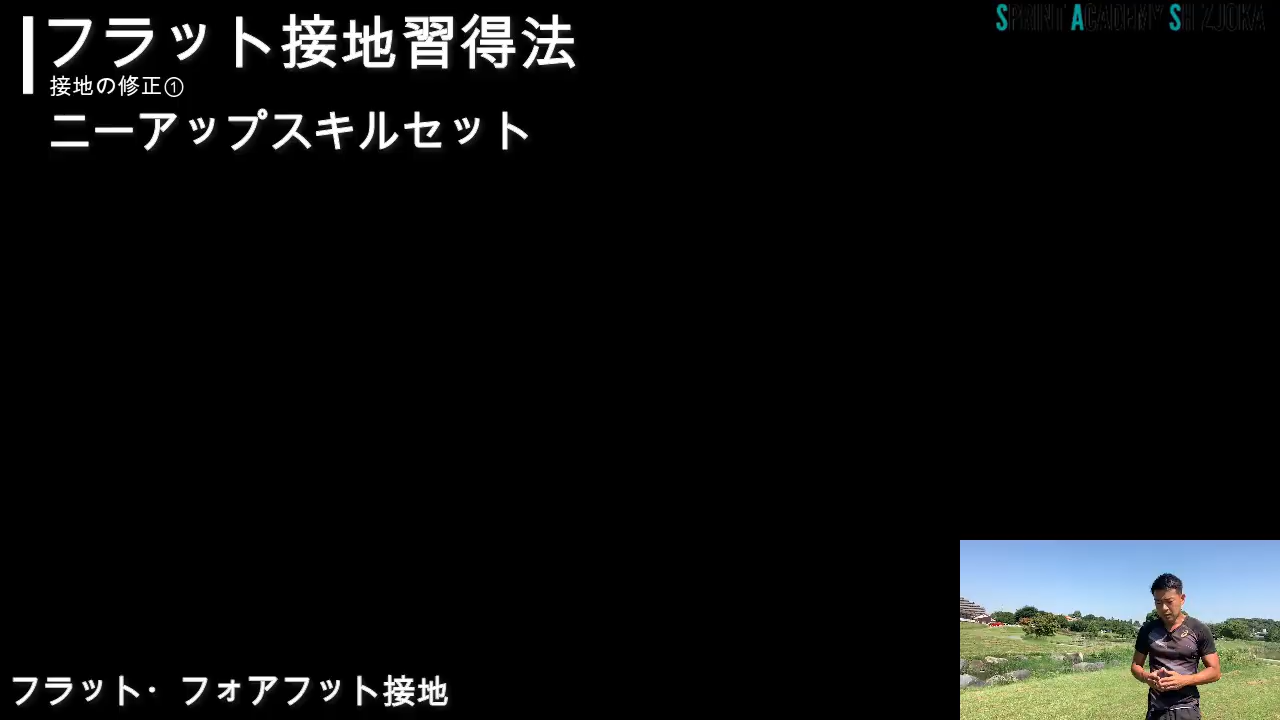 フラット接地習得法
SPRINT ACADEMY SHIZUOKA
接地の修正①
ニーアップスキルセット
フラット・フォアフット接地